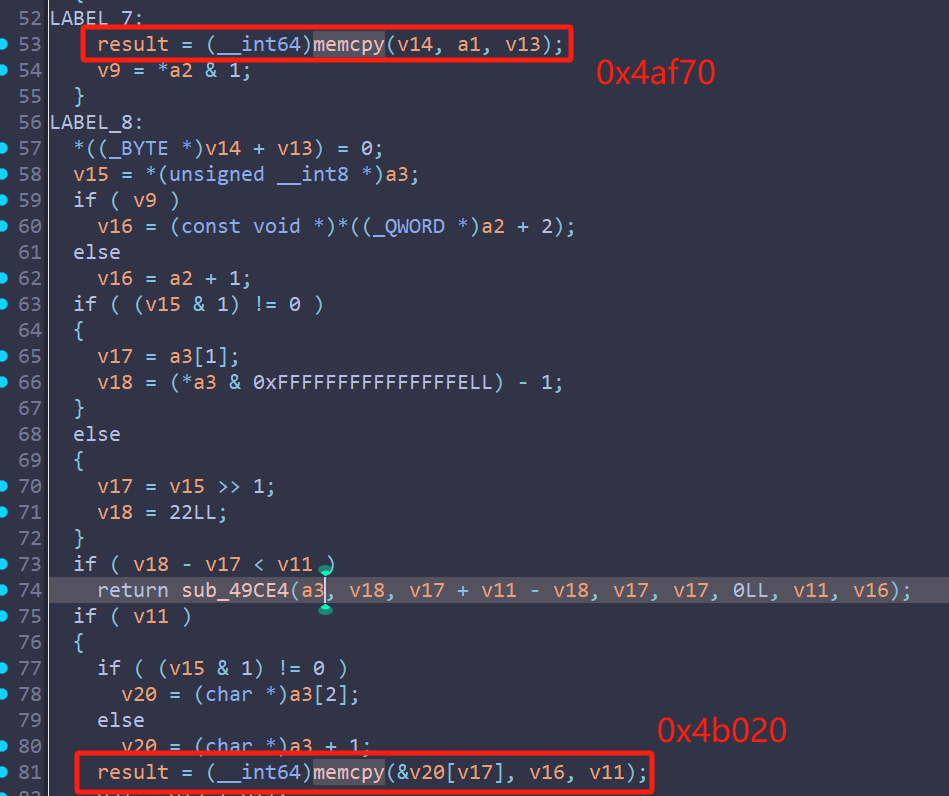 52 LABEL_7:
53 result = (__int64)memcpy(v14, a1, v13);
0x4af70
54 v9 = *a2 & 1;
55 }
56 LABEL_8:
57 *((_BYTE *)v14 + v13) = 0;
58 v15 = *(unsigned __int8 *)a3;
59 if ( v9 )
60 v16 = (const void *)*((_QWORD *)a2 + 2);
61 else
62 v16 = a2 + 1;
63 if ( (v15 & 1) != 0 )
64 {
65 v17 = a3[1];
66 v18 = (*a3 & 0xFFFFFFFFFFFFFFFELL) - 1;
67 }
68 else
69 {
70 v17 = v15 >> 1;
71 v18 = 22LL;
72 }
73 if ( v18 - v17 < v11 )
74 return sub_49CE4(a3, v18, v17 + v11 - v18, v17, v17, 0LL, v11, v16);
75 if ( v11 )
76 {
77 if ( (v15 & 1) != 0 )
78 v20 = (char *)a3[2];
79 else
80 v20 = (char *)a3 + 1;
0x4b020
81 result = (__int64)memcpy(&v20[v17], v16, v11);